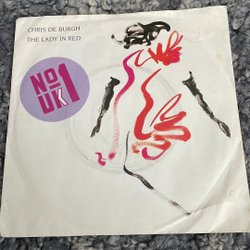 CHRIS DE BURGH
THE LADY IN RED
No 1
UK